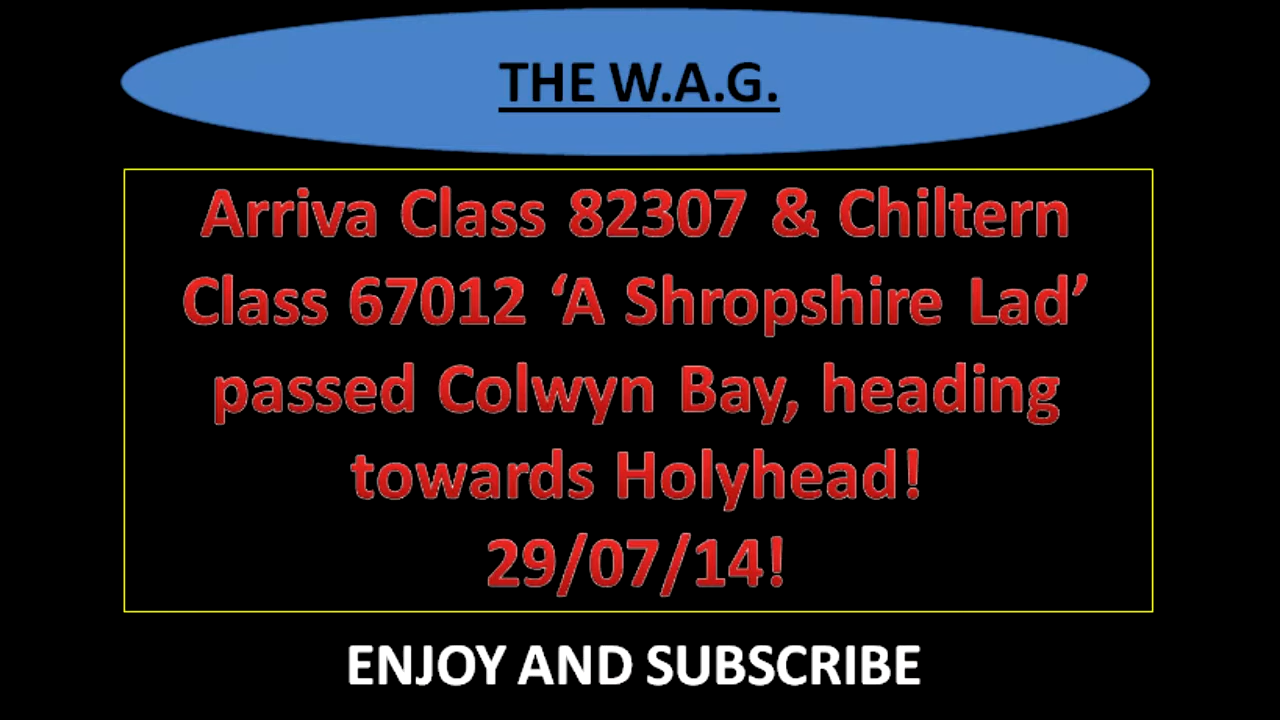 THE W.A.G.
Arriva Class 82307 & Chiltern
Class 67012 ‘A Shropshire Lad’
passed Colwyn Bay, heading
towards Holyhead!
29/07/14!
ENJOY AND SUBSCRIBE